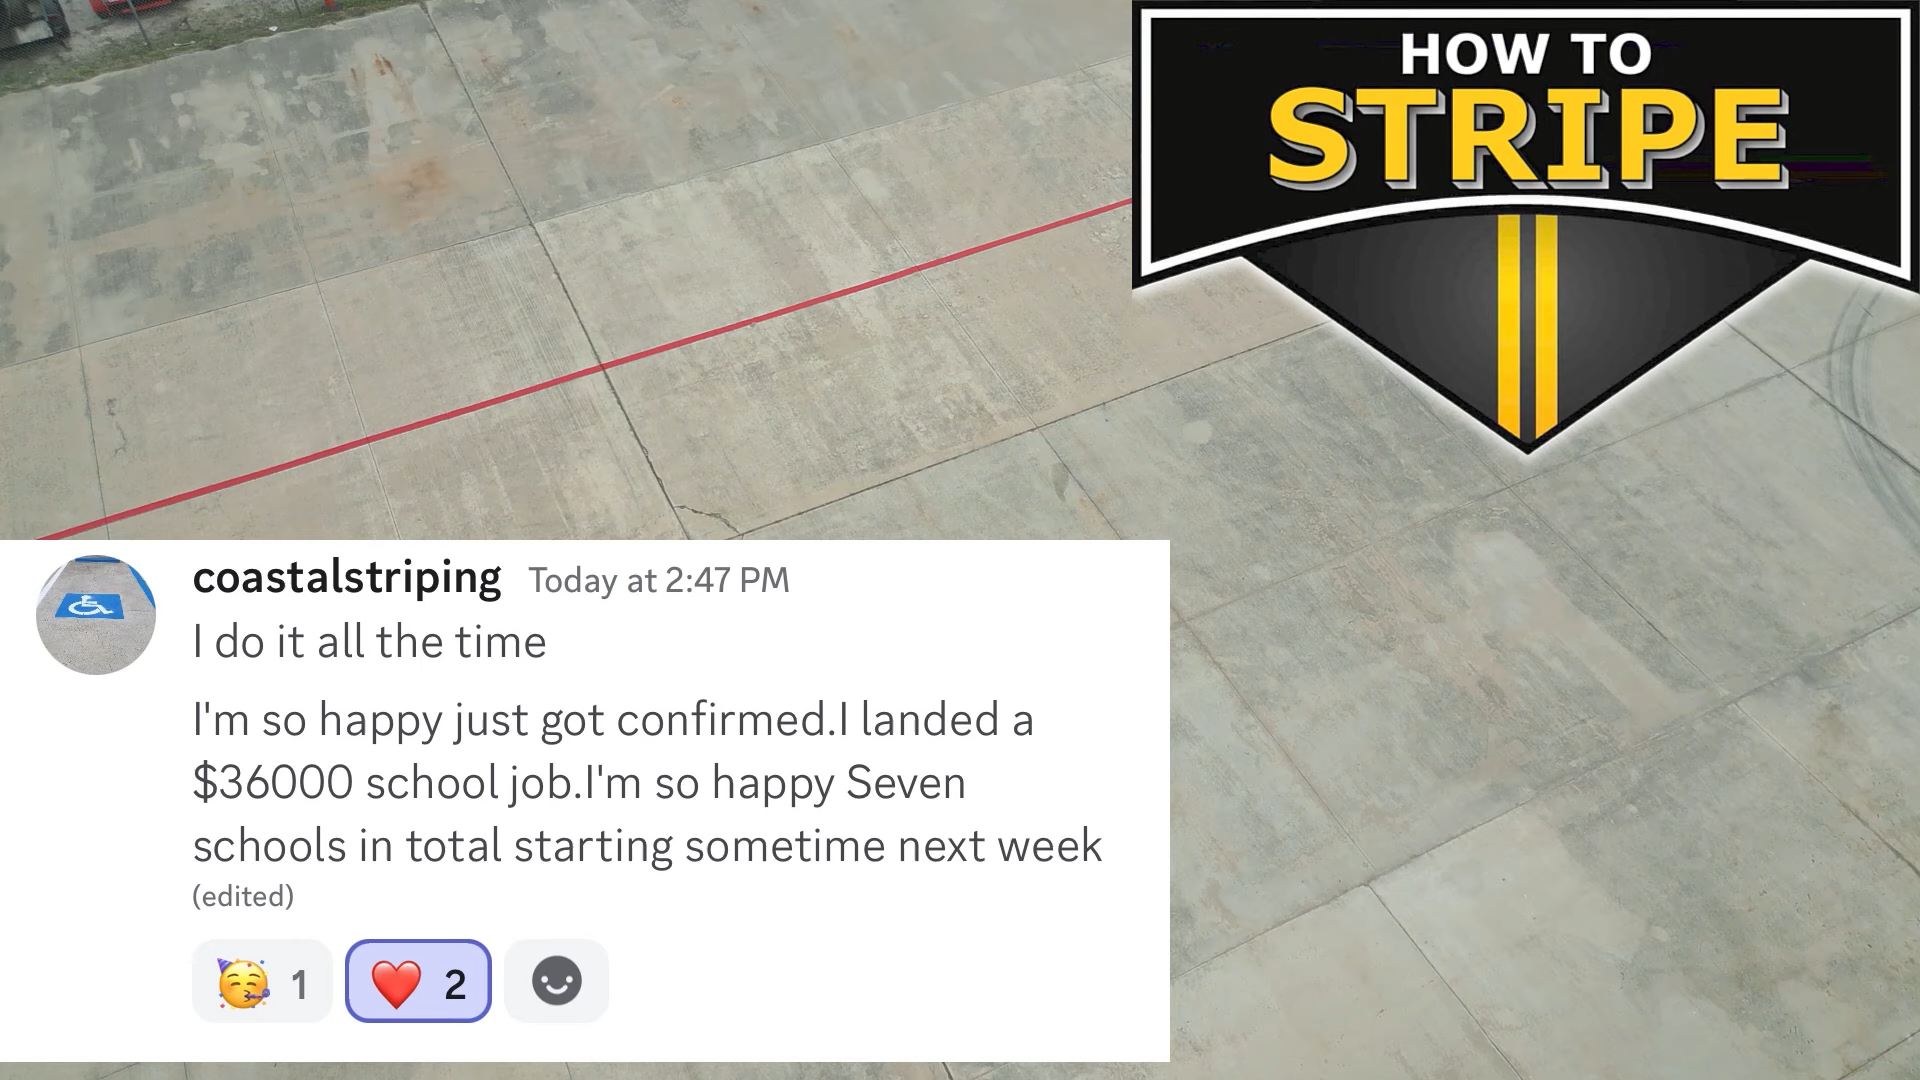 HOW TO
STRIPE
coastalstriping Today at 2:47 PM
I do it all the time
I'm so happy just got confirmed.I landed a
$36000 school job.I'm so happy Seven
schools in total starting sometime next week
(edited)
🥳 1 ❤️ 2